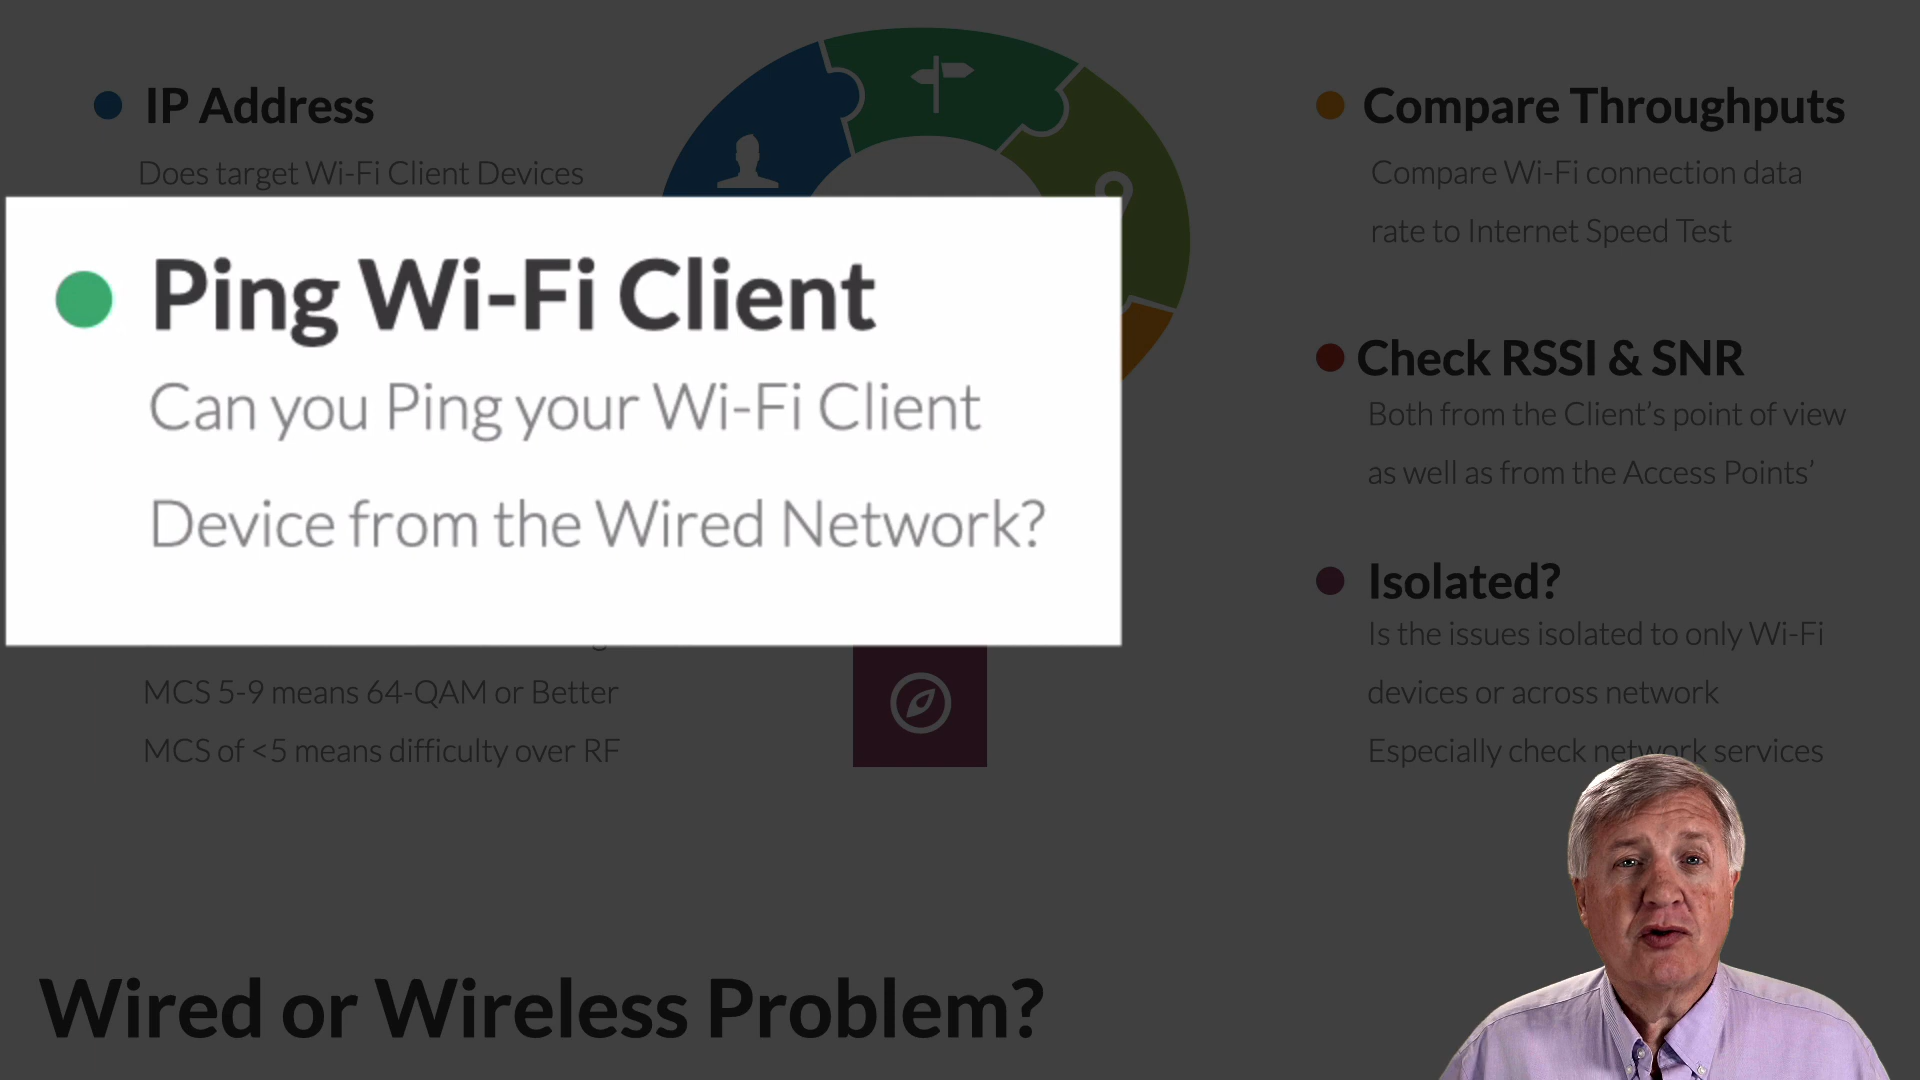 IP Address
Does target Wi-Fi Client Devices
Ping Wi-Fi Client
Can you Ping your Wi-Fi Client
Device from the Wired Network?
MCS 5-9 means 64-QAM or Better
MCS of <5 means difficulty over RF
Compare Throughputs
Compare Wi-Fi connection data
rate to Internet Speed Test
Check RSSI & SNR
Both from the Client's point of view
as well as from the Access Points'
Isolated?
Is the issues isolated to only Wi-Fi
devices or across network
Especially check network services
Wired or Wireless Problem?